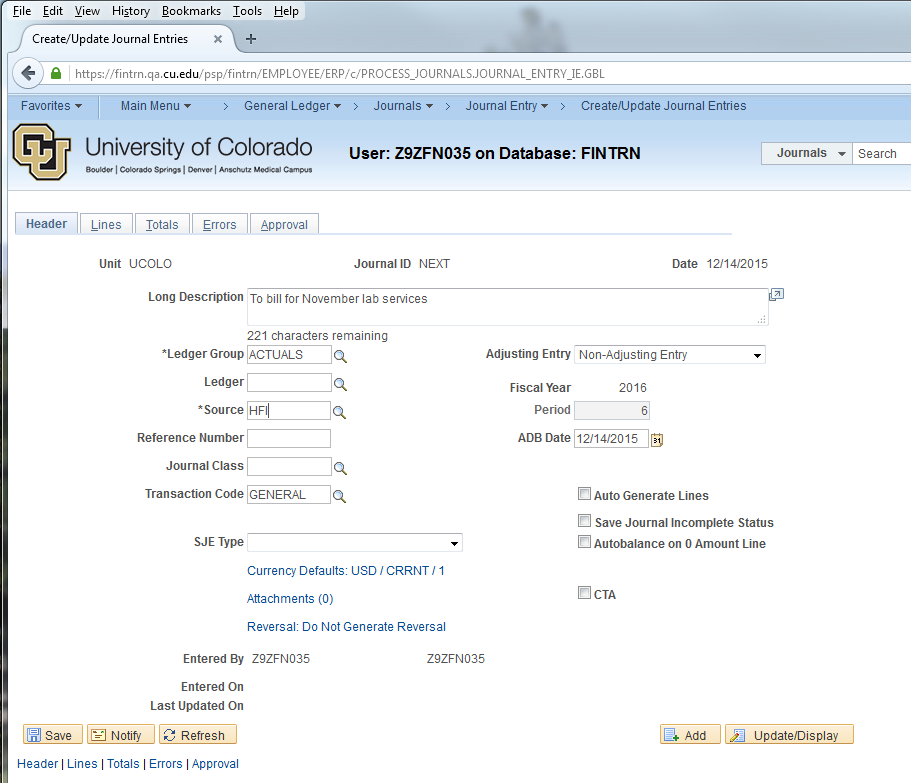 File Edit View History Bookmarks Tools Help
Create/Update Journal Entries × +
https://fintrn.qa.cu.edu/psp/fintrn/EMPLOYEE/ERP/c/PROCESS_JOURNALS.JOURNAL_ENTRY_IE.GBL
Favorites Main Menu > General Ledger > Journals > Journal Entry > Create/Update Journal Entries
CU University of Colorado
Boulder | Colorado Springs | Denver | Anschutz Medical Campus
User: Z9ZFN035 on Database: FINTRN
Journals Search
Header Lines Totals Errors Approval
Unit UCOLO Journal ID NEXT Date 12/14/2015
Long Description To bill for November lab services
221 characters remaining
*Ledger Group ACTUALS Adjusting Entry Non-Adjusting Entry
Ledger Fiscal Year 2016
*Source HFI Period 6
Reference Number ADB Date 12/14/2015 31
Journal Class
Transaction Code GENERAL Auto Generate Lines
Save Journal Incomplete Status
SJE Type Autobalance on 0 Amount Line
Currency Defaults: USD / CRRNT / 1
Attachments (0) CTA
Reversal: Do Not Generate Reversal
Entered By Z9ZFN035 Z9ZFN035
Entered On
Last Updated On
Save Notify Refresh Add Update/Display
Header | Lines | Totals | Errors | Approval